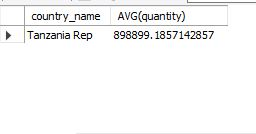 country_name AVG(quantity)
Tanzania Rep 898899.1857142857